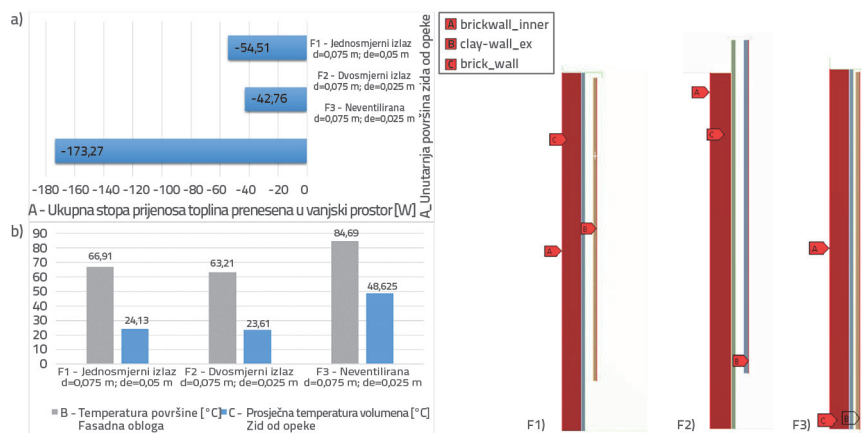 a)
-54,51
F1 - Jednosmjerni izlaz
d=0,075 m; de=0,05 m
F2 - Dvosmjerni izlaz
d=0,075 m; de=0,025 m
-42,76
F3 - Neventilirana
d=0,075 m; de=0,025 m
-173,27
A_Unutarnja površina zida od opeke
-180 -160 -140 -120 -100 -80 -60 -40 -20 0
A - Ukupna stopa prijenosa toplina prenesena u vanjski prostor [W]
b)
90
80
70
60
50
40
30
20
10
0
66,91
24,13
63,21
23,61
84,69
48,625
F1 - Jednosmjerni izlaz
d=0,075 m; de=0,05 m
F2 - Dvosmjerni izlaz
d=0,075 m; de=0,025 m
F3 - Neventilirana
d=0,075 m; de=0,025 m
B - Temperatura površine [°C]
Fasadna obloga
C - Prosječna temperatura volumena [°C]
Zid od opeke
A brickwall_inner
B clay-wall_ex
C brick_wall
C
B
A
F1)
A
C
B
F2)
A
C
B
F3)